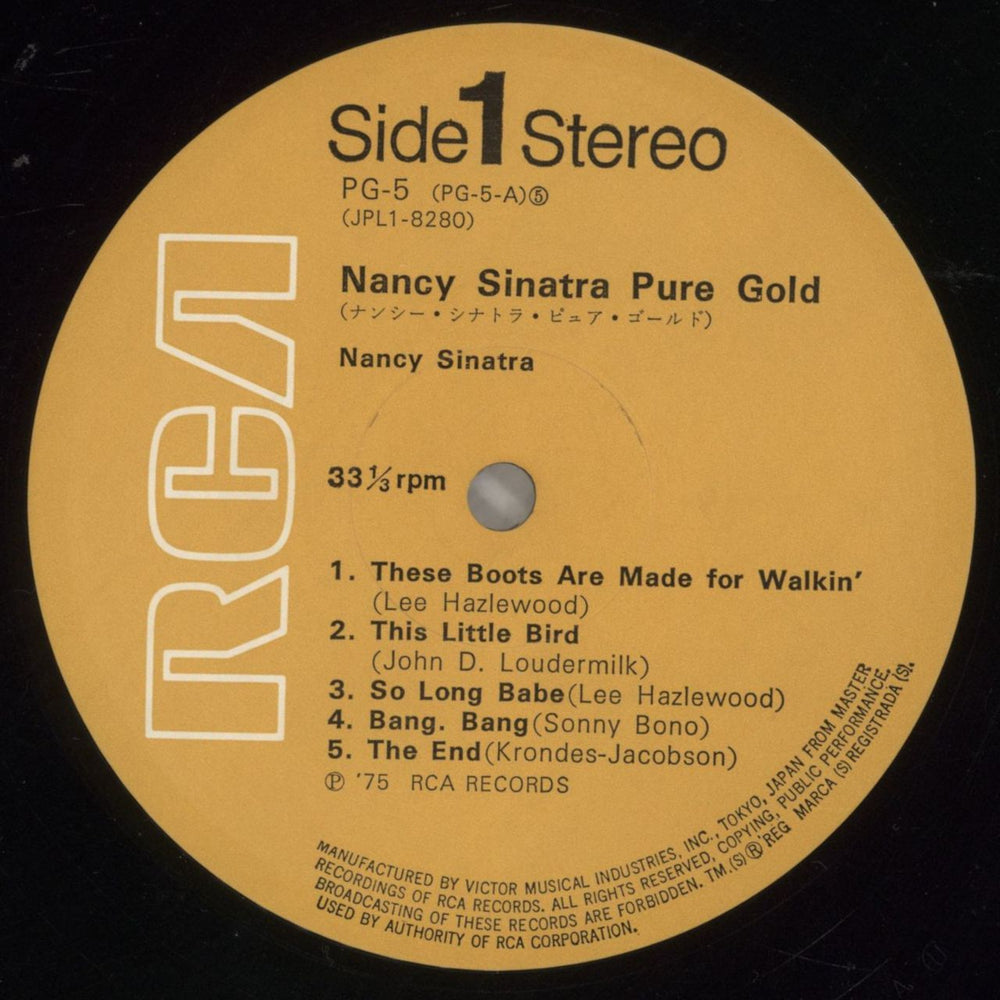 Side 1 Stereo
PG-5 (PG-5-A)⑤
(JPL1-8280)
Nancy Sinatra Pure Gold
(ナンシー・シナトラ・ピュア・ゴールド)
Nancy Sinatra
RCA
33⅓rpm
1. These Boots Are Made for Walkin'
(Lee Hazlewood)
2. This Little Bird
(John D. Loudermilk)
3. So Long Babe(Lee Hazlewood)
4. Bang. Bang(Sonny Bono)
5. The End(Krondes-Jacobson)
℗ '75 RCA RECORDS
MANUFACTURED BY VICTOR MUSICAL INDUSTRIES, INC., TOKYO, JAPAN FROM MASTER
RECORDINGS OF RCA RECORDS. ALL RIGHTS RESERVED, COPYING, PUBLIC PERFORMANCE,
BROADCASTING OF THESE RECORDS ARE FORBIDDEN. TM.(S)® REG MARCA (S) REGISTRADA (S).
USED BY AUTHORITY OF RCA CORPORATION.